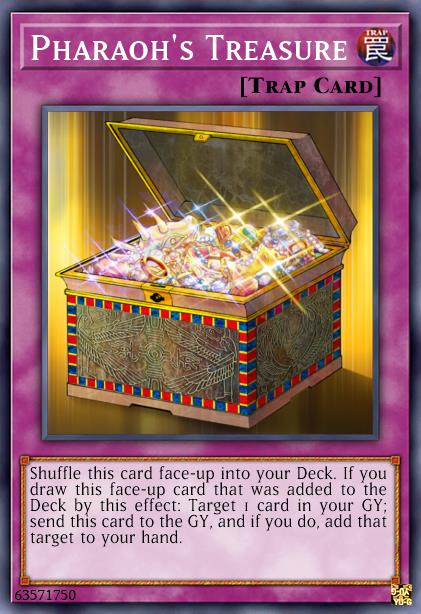 Pharaoh's Treasure
TRAP
罠
[Trap Card]
Shuffle this card face-up into your Deck. If you
draw this face-up card that was added to the
Deck by this effect: Target 1 card in your GY;
send this card to the GY, and if you do, add that
target to your hand.
63571750